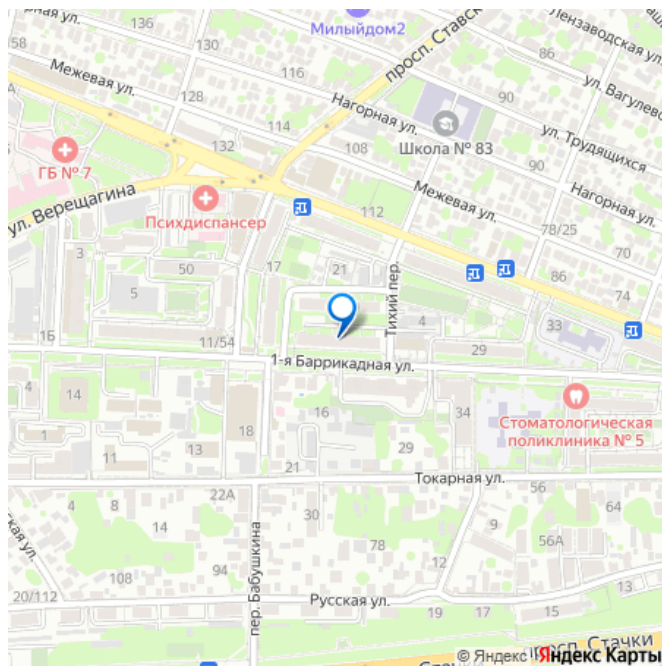 Милыйдом2
просп. Ставск
Лензаводская ул.
136
130
58
86
116
90
128
114
132
108
Межевая ул.
Нагорная ул.
ул. Вагулевс
ул. Трудящихся
Школа № 83
90
Нагорная ул.
ГБ № 7
ул. Верещагина
Психдиспансер
Межевая ул.
112
78/25
70
3
50
5
17
21
86
74
Тихий пер.
4
33
16
11/54
1-я Баррикадная ул.
29
14
1
11
13
18
16
29
34
Стоматологическая
поликлиника № 5
21
Токарная ул.
4
8
22А
14
30
56
64
9
56А
78
94
108
пер. Бабушкина
20/112
Русская ул.
19
17
15
13
просп. Стачки
© Яндекс Яндекс Карты